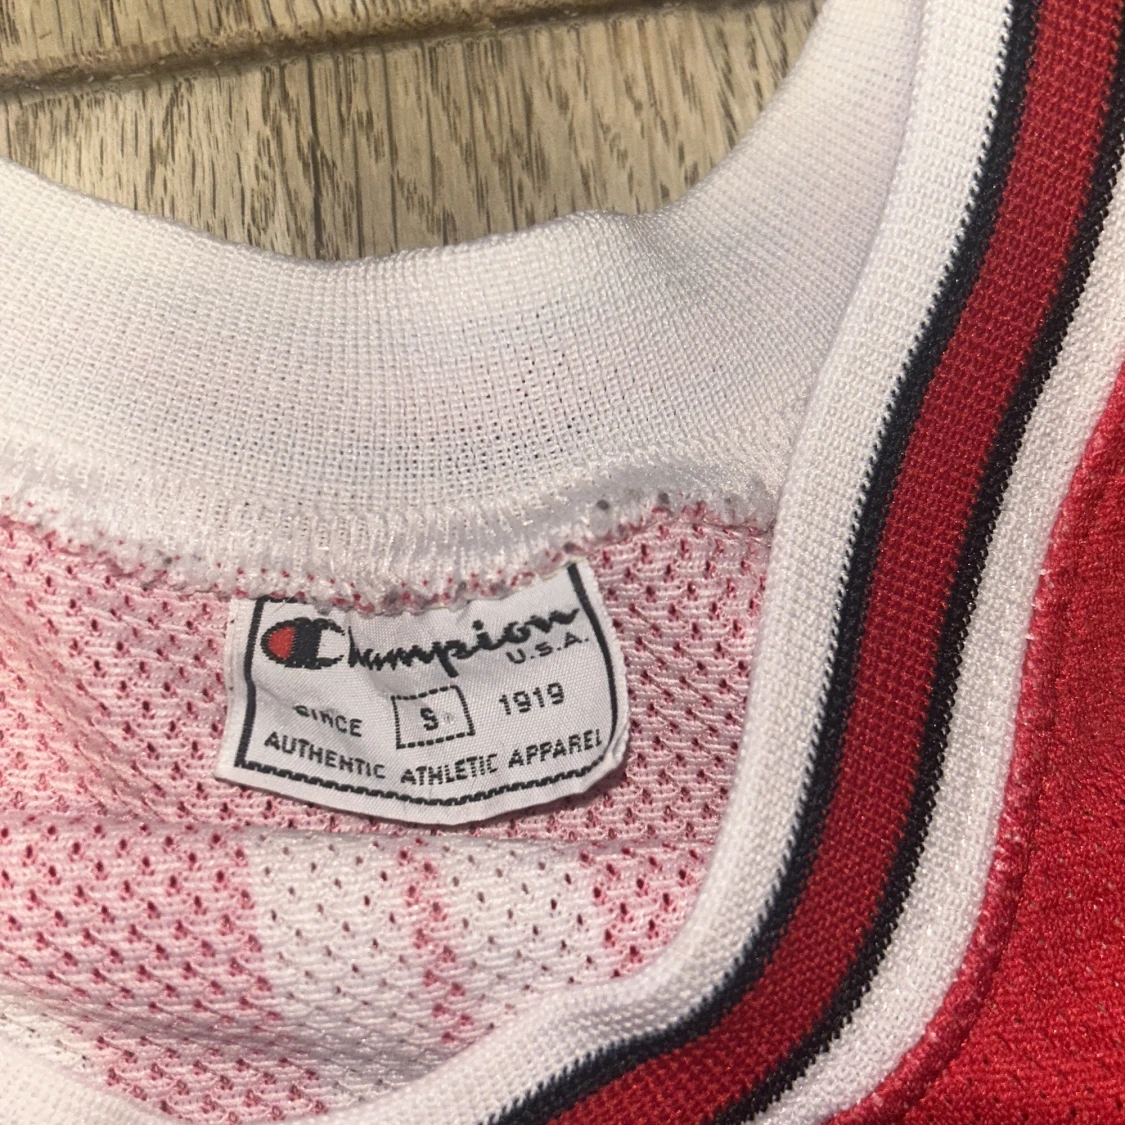 Champion
U.S.A.
SINCE S 1919
AUTHENTIC ATHLETIC APPAREL